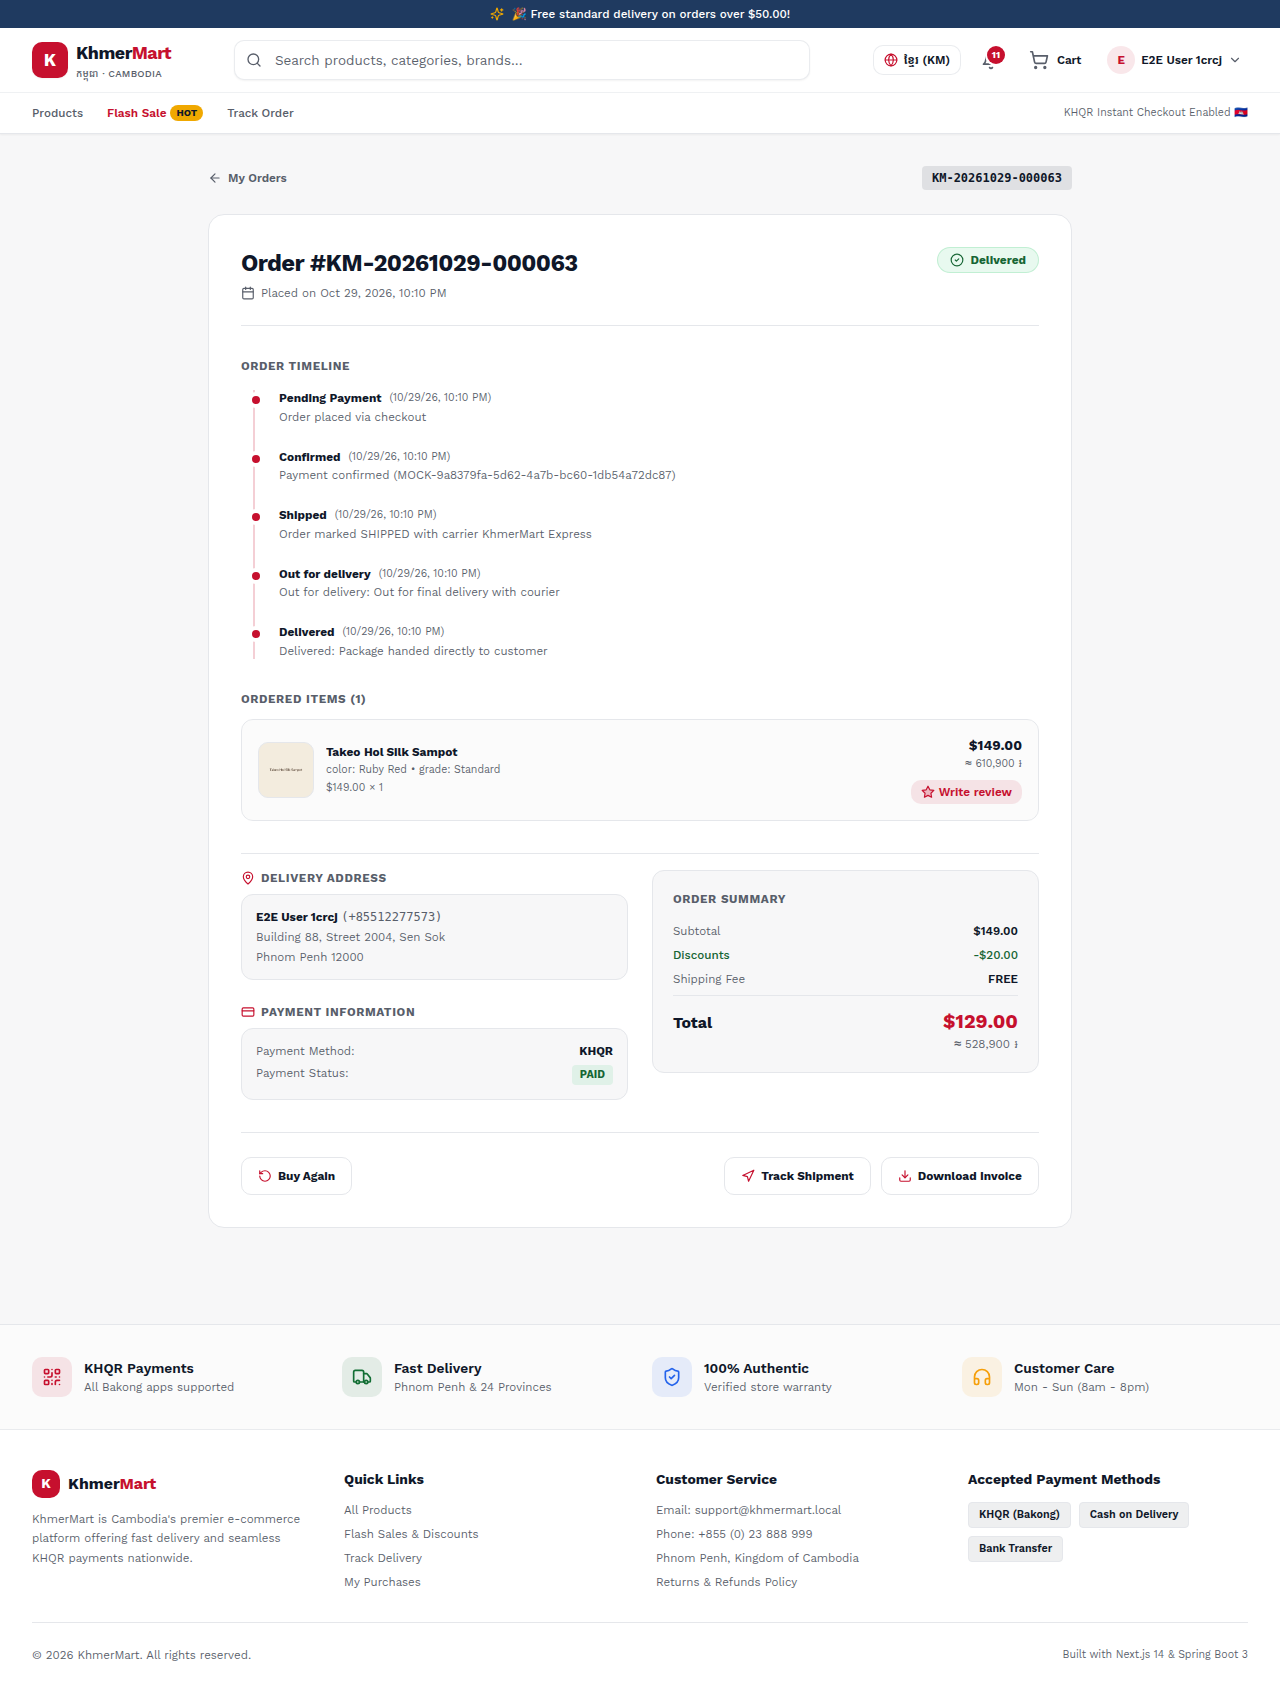 ✨ 🎉 Free standard delivery on orders over $50.00!
K KhmerMart
កម្ពុជា · CAMBODIA
Search products, categories, brands...
ខ្មែរ (KM)
11
Cart
E E2E User 1crcj
Products
Flash Sale HOT
Track Order
KHQR Instant Checkout Enabled 🇰🇭
My Orders
KM-20261029-000063
Order #KM-20261029-000063
Delivered
Placed on Oct 29, 2026, 10:10 PM
ORDER TIMELINE
Pending Payment (10/29/26, 10:10 PM)
Order placed via checkout
Confirmed (10/29/26, 10:10 PM)
Payment confirmed (MOCK-9a8379fa-5d62-4a7b-bc60-1db54a72dc87)
Shipped (10/29/26, 10:10 PM)
Order marked SHIPPED with carrier KhmerMart Express
Out for delivery (10/29/26, 10:10 PM)
Out for delivery: Out for final delivery with courier
Delivered (10/29/26, 10:10 PM)
Delivered: Package handed directly to customer
ORDERED ITEMS (1)
Takeo Hol Silk Sampot
Takeo Hol Silk Sampot
color: Ruby Red • grade: Standard
$149.00 × 1
$149.00
≈ 610,900 ៛
Write review
DELIVERY ADDRESS
E2E User 1crcj (+85512277573)
Building 88, Street 2004, Sen Sok
Phnom Penh 12000
PAYMENT INFORMATION
Payment Method: KHQR
Payment Status: PAID
ORDER SUMMARY
Subtotal $149.00
Discounts -$20.00
Shipping Fee FREE
Total $129.00
≈ 528,900 ៛
Buy Again
Track Shipment
Download Invoice
KHQR Payments
All Bakong apps supported
Fast Delivery
Phnom Penh & 24 Provinces
100% Authentic
Verified store warranty
Customer Care
Mon - Sun (8am - 8pm)
K KhmerMart
KhmerMart is Cambodia's premier e-commerce
platform offering fast delivery and seamless
KHQR payments nationwide.
Quick Links
All Products
Flash Sales & Discounts
Track Delivery
My Purchases
Customer Service
Email: support@khmermart.local
Phone: +855 (0) 23 888 999
Phnom Penh, Kingdom of Cambodia
Returns & Refunds Policy
Accepted Payment Methods
KHQR (Bakong)
Cash on Delivery
Bank Transfer
© 2026 KhmerMart. All rights reserved.
Built with Next.js 14 & Spring Boot 3